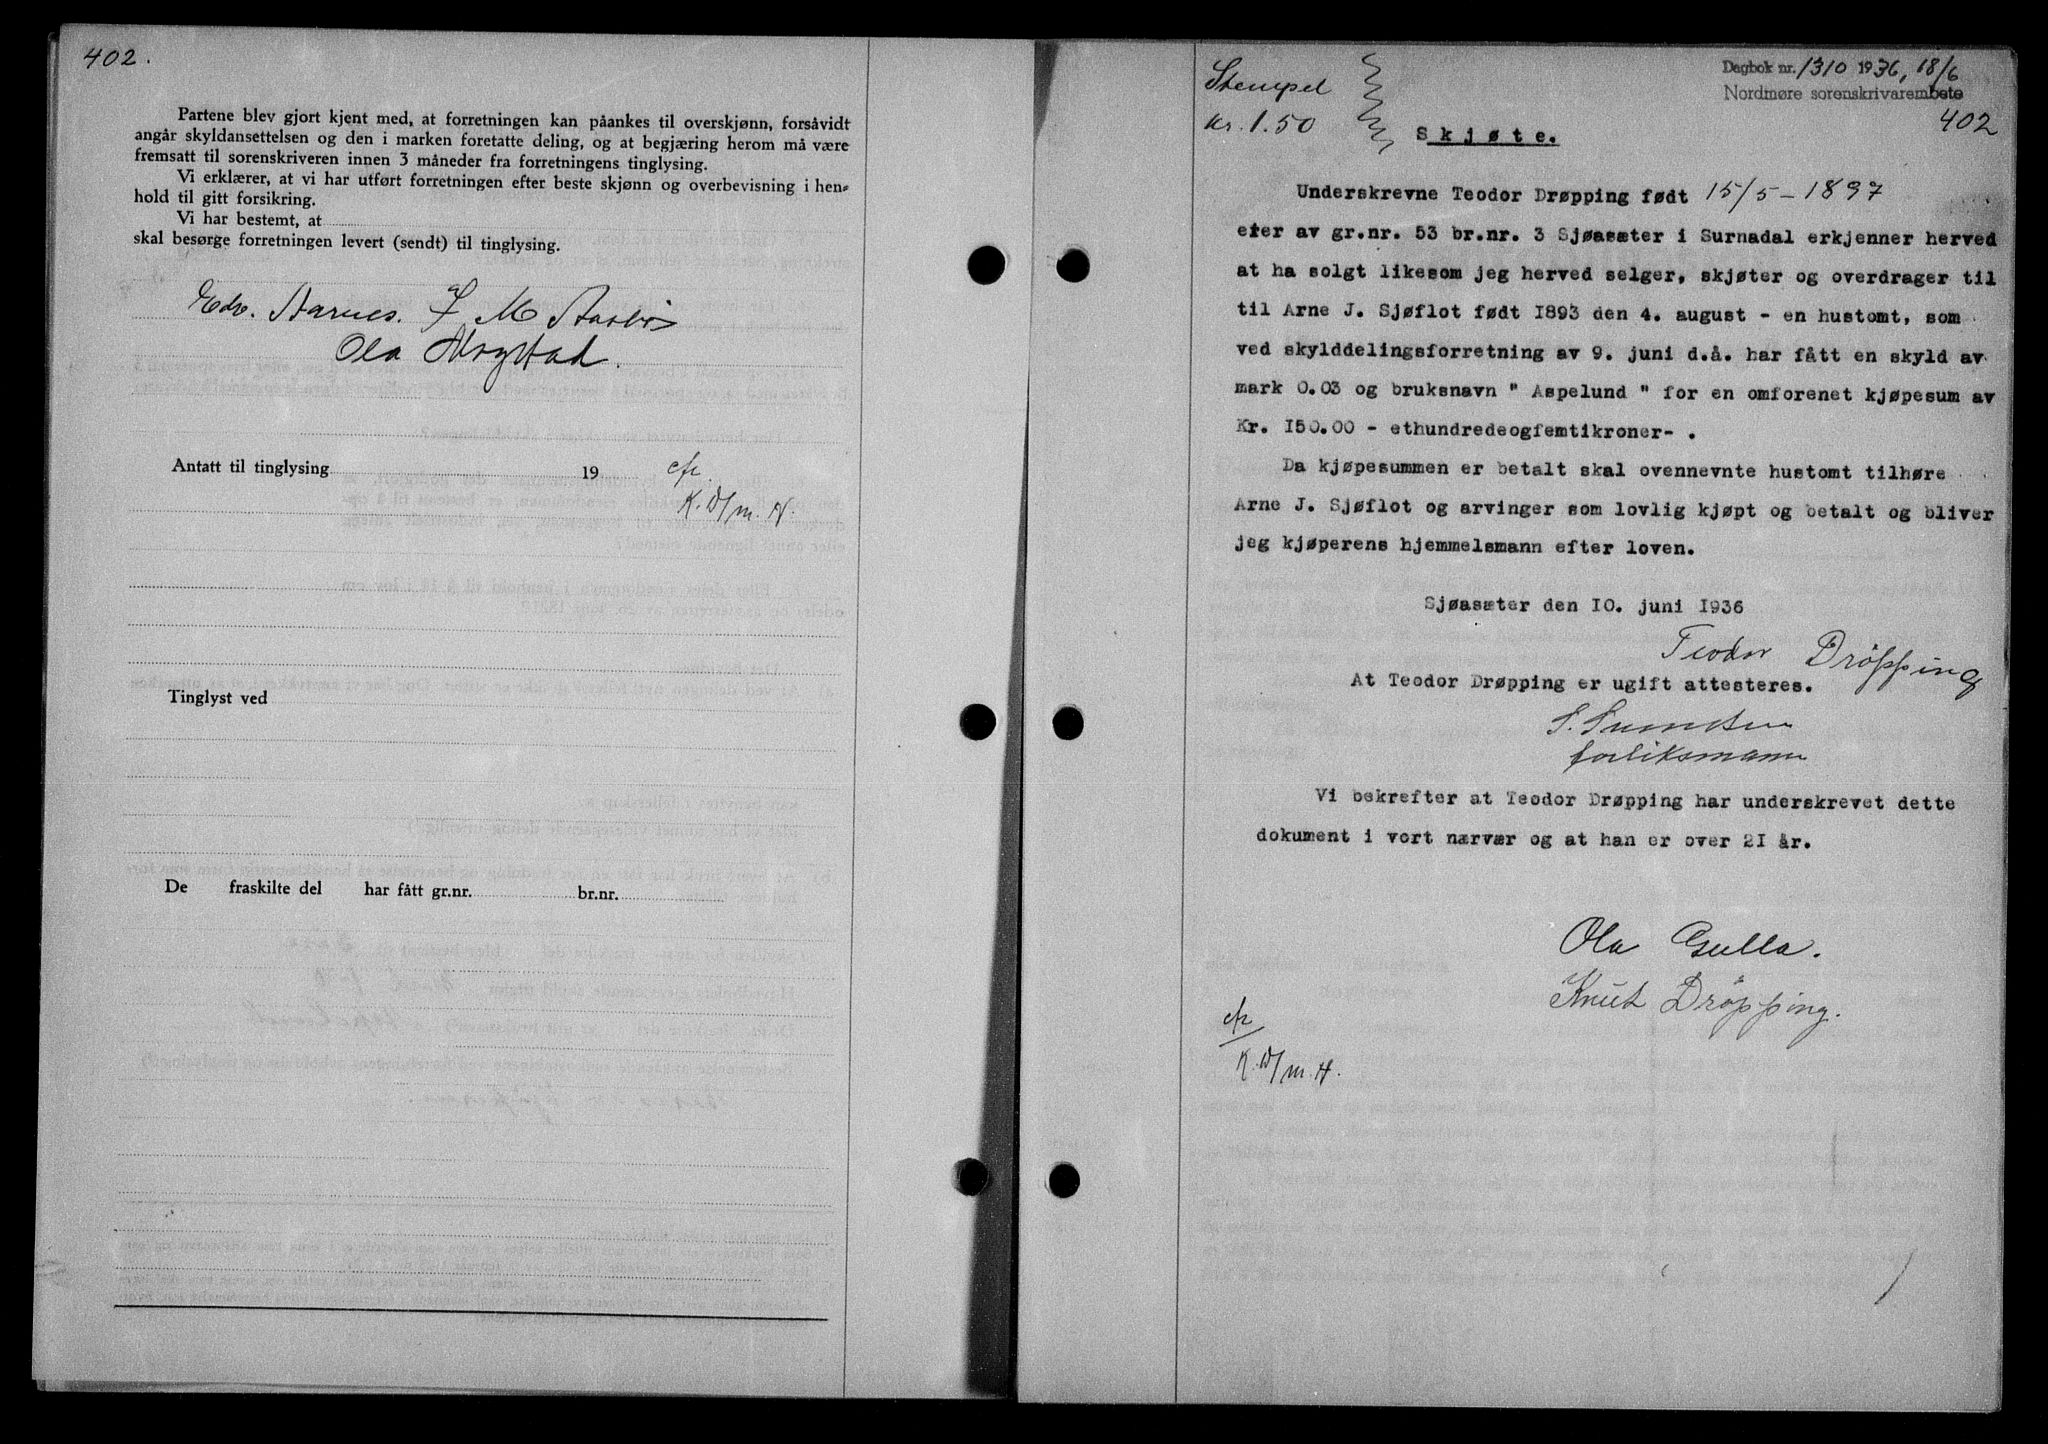 402.
Partene blev gjort kjent med, at forretningen kan påankes til overskjønn, forsåvidt
angår skyldansettelsen og den i marken foretatte deling, og at begjæring herom må være
fremsatt til sorenskriveren innen 3 måneder fra forretningens tinglysing.
Vi erklærer, at vi har utført forretningen efter beste skjønn og overbevisning i hen-
hold til gitt forsikring.
Vi har bestemt, at
skal besørge forretningen levert (sendt) til tinglysing.
Edv. Aarnes. L M Aasbø
Ola Mogstad.
Antatt til tinglysing 19
cfr.
K. D/m. H.
Tinglyst ved
De fraskilte del har fått gr.nr. br.nr.
Stempel
kr. 1.50
Dagbok nr. 1310 1936, 18/6
Nordmøre sorenskrivarembete
402
Skjøte.
Underskrevne Teodor Drøpping født 15/5-1897
eier av gr.nr. 53 br.nr. 3 Sjøasæter i Surnadal erkjenner herved
at ha solgt likesom jeg herved selger, skjøter og overdrager til
til Arne J. Sjøflot født 1893 den 4. august - en hustomt, som
ved skylddelingsforretning av 9. juni d.å. har fått en skyld av
mark 0.03 og bruksnavn " Aspelund " for en omforenet kjøpesum av
Kr. 150.00 - ethundredeogfemtikroner- .
Da kjøpesummen er betalt skal ovennevnte hustomt tilhøre
Arne J. Sjøflot og arvinger som lovlig kjøpt og betalt og bliver
jeg kjøperens hjemmelsmann efter loven.
Sjøasæter den 10. juni 1936
Teodor Dröpping
At Teodor Drøpping er ugift attesteres.
forliksmann
Vi bekrefter at Teodor Drøpping har underskrevet dette
dokument i vort nærvær og at han er over 21 år.
Ola Gulla.
Knut Dröpping.
cfr
K. D/m. H.